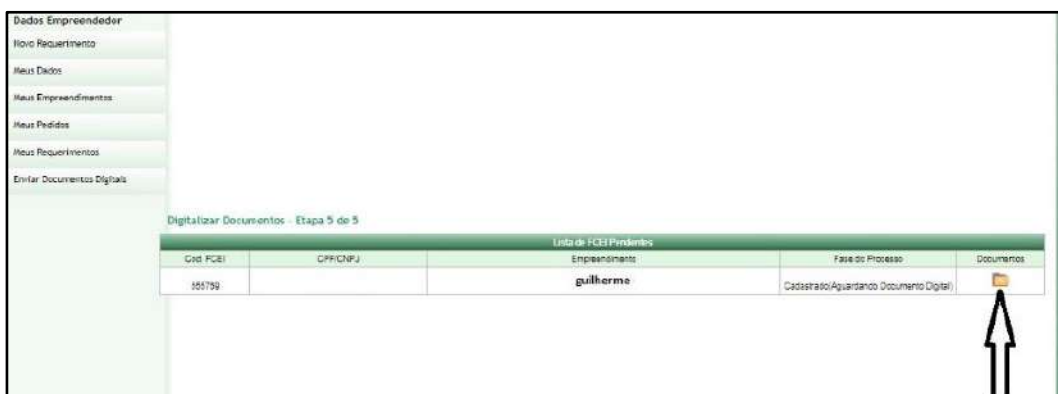 Dados Empreendedor
Novo Requerimento
Meus Dados
Meus Empreendimentos
Meus Pedidos
Meus Requerimentos
Enviar Documentos Digitais
Digitalizar Documentos - Etapa 5 de 5
Lista de FCEI Pendentes
Cod. FCEI CPF/CNPJ Empreendimento Fase do Processo Documentos
guilherme Cadastrado(Aguardando Documento Digital)